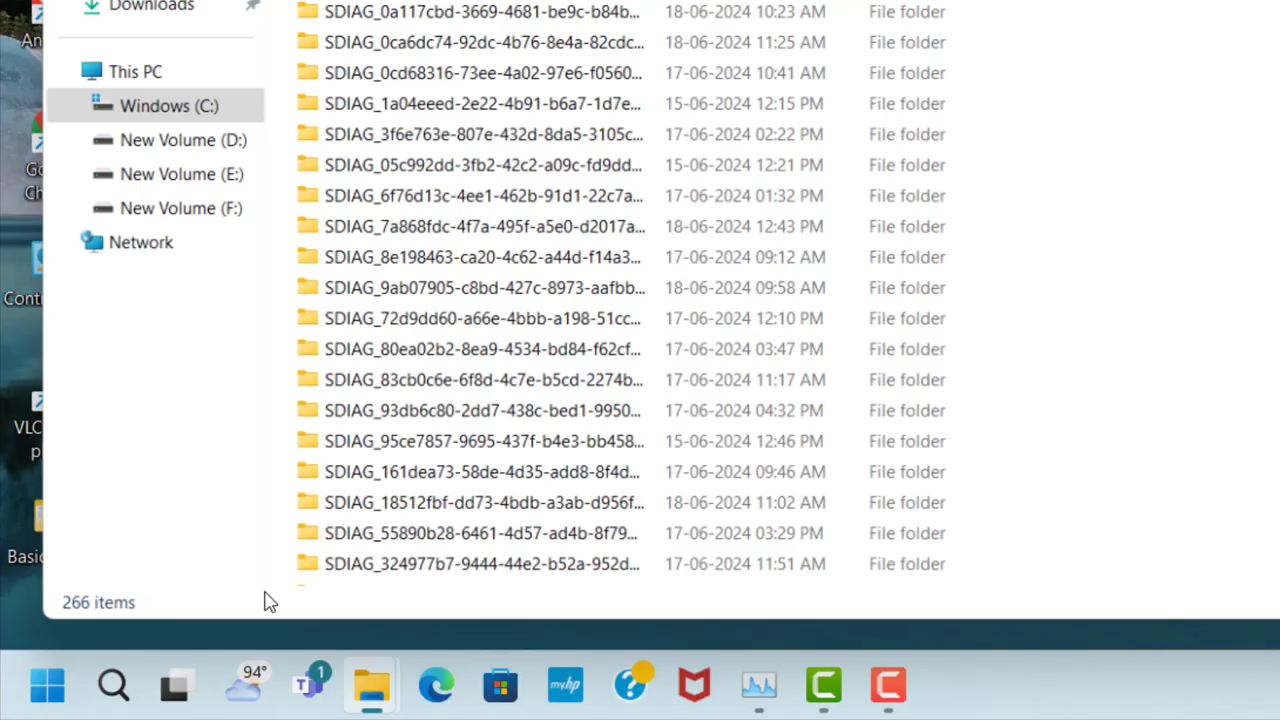 Downloads
This PC
Windows (C:)
New Volume (D:)
New Volume (E:)
New Volume (F:)
Network
SDIAG_0a117cbd-3669-4681-be9c-b84b... 18-06-2024 10:23 AM File folder
SDIAG_0ca6dc74-92dc-4b76-8e4a-82cdc... 18-06-2024 11:25 AM File folder
SDIAG_0cd68316-73ee-4a02-97e6-f0560... 17-06-2024 10:41 AM File folder
SDIAG_1a04eeed-2e22-4b91-b6a7-1d7e... 15-06-2024 12:15 PM File folder
SDIAG_3f6e763e-807e-432d-8da5-3105c... 17-06-2024 02:22 PM File folder
SDIAG_05c992dd-3fb2-42c2-a09c-fd9dd... 15-06-2024 12:21 PM File folder
SDIAG_6f76d13c-4ee1-462b-91d1-22c7a... 17-06-2024 01:32 PM File folder
SDIAG_7a868fdc-4f7a-495f-a5e0-d2017a... 18-06-2024 12:43 PM File folder
SDIAG_8e198463-ca20-4c62-a44d-f14a3... 17-06-2024 09:12 AM File folder
SDIAG_9ab07905-c8bd-427c-8973-aafbb... 18-06-2024 09:58 AM File folder
SDIAG_72d9dd60-a66e-4bbb-a198-51cc... 17-06-2024 12:10 PM File folder
SDIAG_80ea02b2-8ea9-4534-bd84-f62cf... 17-06-2024 03:47 PM File folder
SDIAG_83cb0c6e-6f8d-4c7e-b5cd-2274b... 17-06-2024 11:17 AM File folder
SDIAG_93db6c80-2dd7-438c-bed1-9950... 17-06-2024 04:32 PM File folder
SDIAG_95ce7857-9695-437f-b4e3-bb458... 15-06-2024 12:46 PM File folder
SDIAG_161dea73-58de-4d35-add8-8f4d... 17-06-2024 09:46 AM File folder
SDIAG_18512fbf-dd73-4bdb-a3ab-d956f... 18-06-2024 11:02 AM File folder
SDIAG_55890b28-6461-4d57-ad4b-8f79... 17-06-2024 03:29 PM File folder
SDIAG_324977b7-9444-44e2-b52a-952d... 17-06-2024 11:51 AM File folder
266 items
An
Go
Ch
Contr
VLC
p
Basic
94°
1
myhp